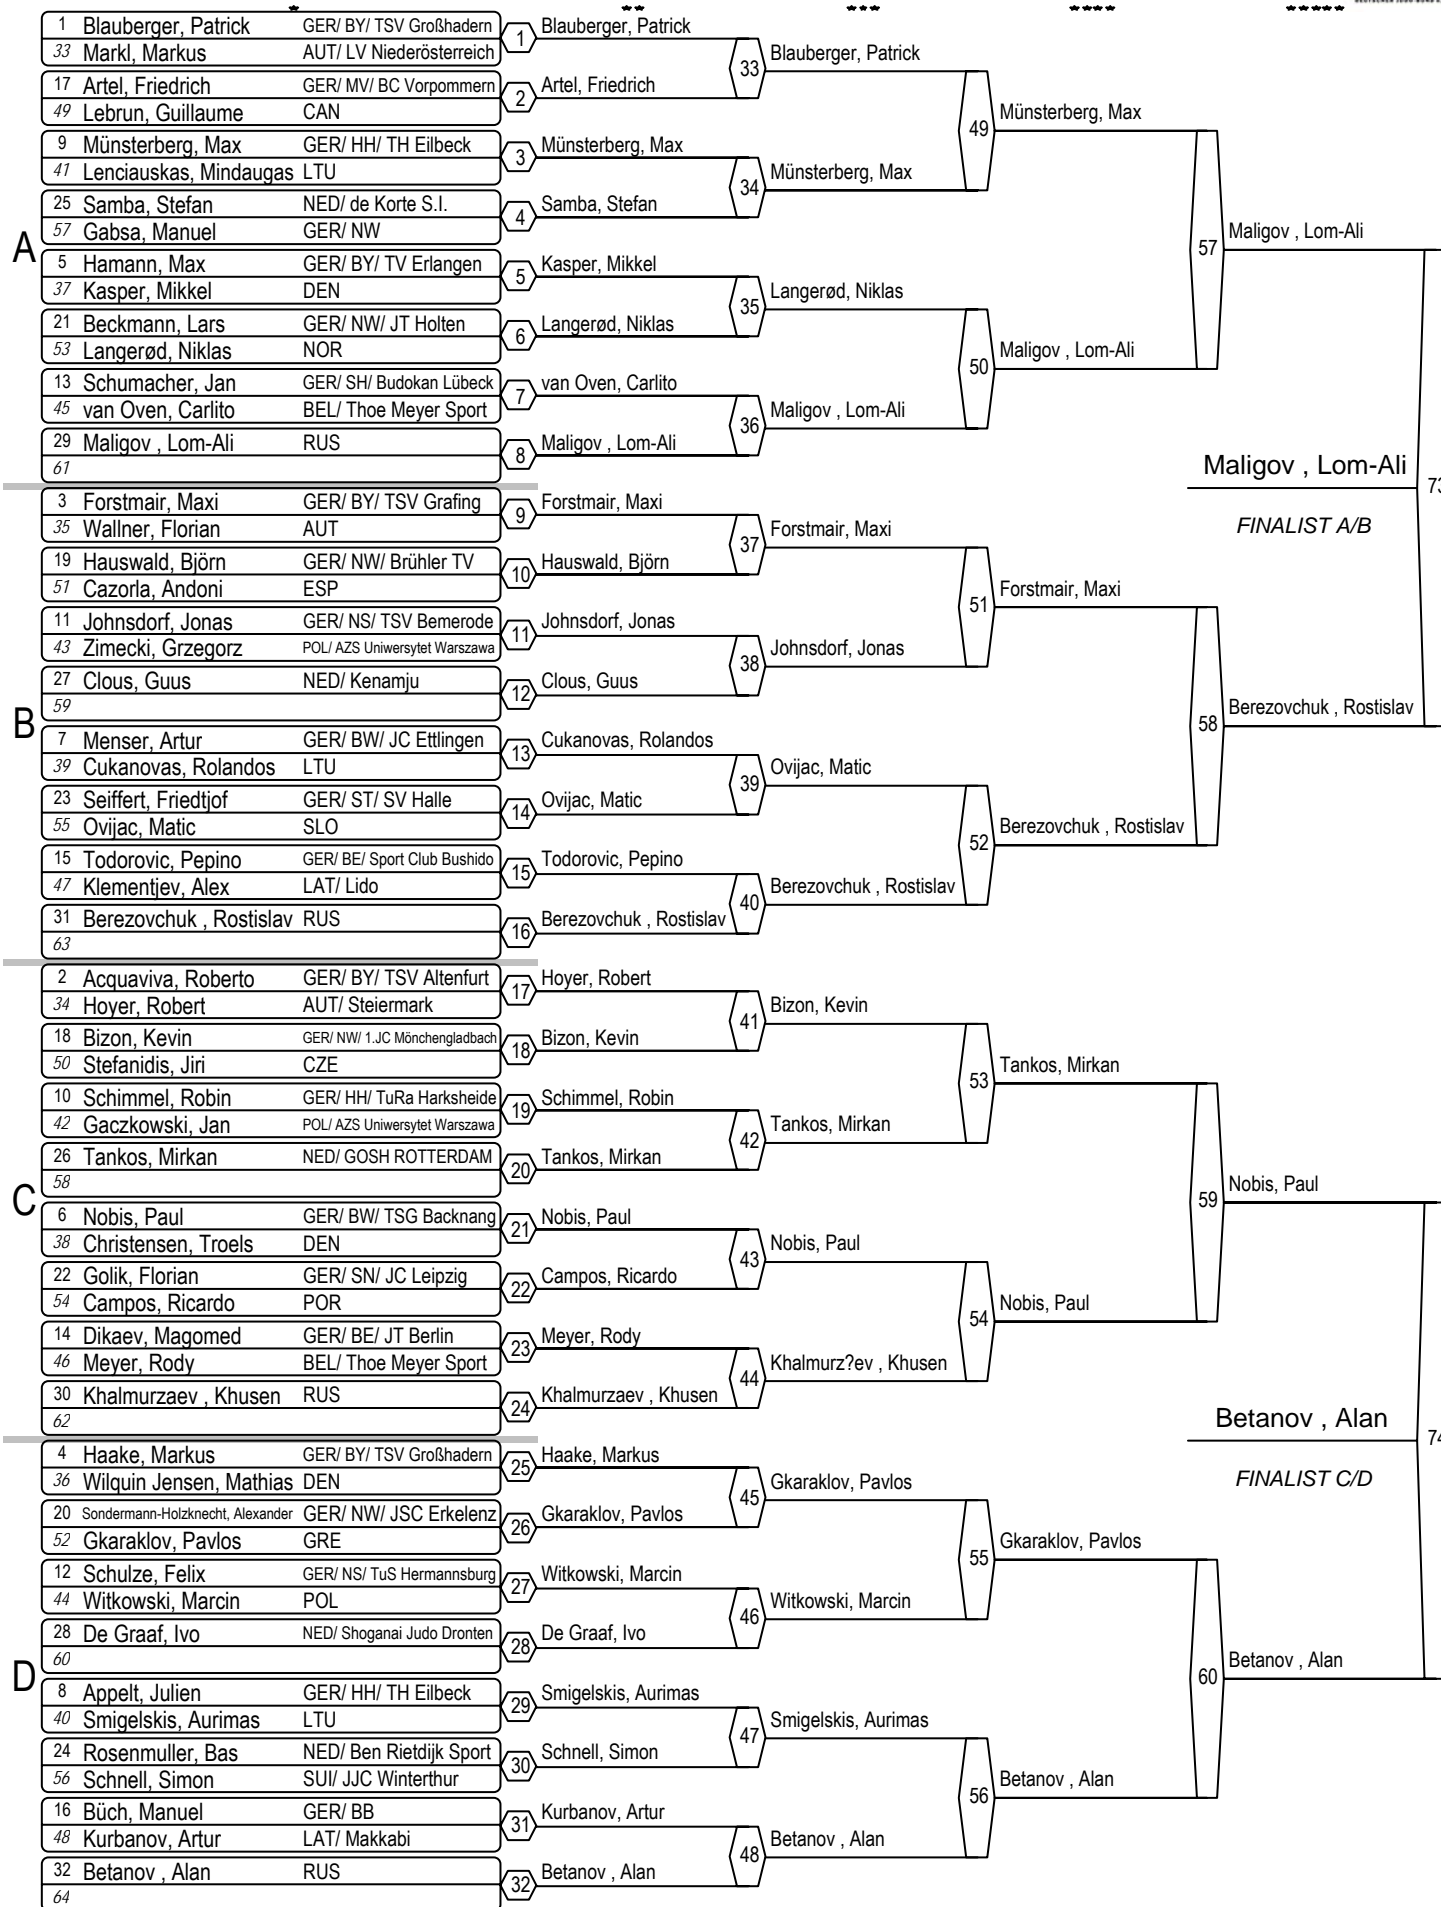 1 Blauberger, Patrick GER/ BY/ TSV Großhadern
33 Markl, Markus AUT/ LV Niederösterreich
1 Blauberger, Patrick
17 Artel, Friedrich GER/ MV/ BC Vorpommern
49 Lebrun, Guillaume CAN
2 Artel, Friedrich
33 Blauberger, Patrick
9 Münsterberg, Max GER/ HH/ TH Eilbeck
41 Lenciauskas, Mindaugas LTU
3 Münsterberg, Max
25 Samba, Stefan NED/ de Korte S.I.
57 Gabsa, Manuel GER/ NW
4 Samba, Stefan
34 Münsterberg, Max
49 Münsterberg, Max
A
5 Hamann, Max GER/ BY/ TV Erlangen
37 Kasper, Mikkel DEN
5 Kasper, Mikkel
21 Beckmann, Lars GER/ NW/ JT Holten
53 Langerød, Niklas NOR
6 Langerød, Niklas
35 Langerød, Niklas
13 Schumacher, Jan GER/ SH/ Budokan Lübeck
45 van Oven, Carlito BEL/ Thoe Meyer Sport
7 van Oven, Carlito
29 Maligov , Lom-Ali RUS
61
8 Maligov , Lom-Ali
36 Maligov , Lom-Ali
50 Maligov , Lom-Ali
57 Maligov , Lom-Ali
Maligov , Lom-Ali
FINALIST A/B
3 Forstmair, Maxi GER/ BY/ TSV Grafing
35 Wallner, Florian AUT
9 Forstmair, Maxi
19 Hauswald, Björn GER/ NW/ Brühler TV
51 Cazorla, Andoni ESP
10 Hauswald, Björn
37 Forstmair, Maxi
11 Johnsdorf, Jonas GER/ NS/ TSV Bemerode
43 Zimecki, Grzegorz POL/ AZS Uniwersytet Warszawa
11 Johnsdorf, Jonas
27 Clous, Guus NED/ Kenamju
59
12 Clous, Guus
38 Johnsdorf, Jonas
51 Forstmair, Maxi
B
7 Menser, Artur GER/ BW/ JC Ettlingen
39 Cukanovas, Rolandos LTU
13 Cukanovas, Rolandos
23 Seiffert, Friedtjof GER/ ST/ SV Halle
55 Ovijac, Matic SLO
14 Ovijac, Matic
39 Ovijac, Matic
15 Todorovic, Pepino GER/ BE/ Sport Club Bushido
47 Klementjev, Alex LAT/ Lido
15 Todorovic, Pepino
31 Berezovchuk , Rostislav RUS
63
16 Berezovchuk , Rostislav
40 Berezovchuk , Rostislav
52 Berezovchuk , Rostislav
58 Berezovchuk , Rostislav
2 Acquaviva, Roberto GER/ BY/ TSV Altenfurt
34 Hoyer, Robert AUT/ Steiermark
17 Hoyer, Robert
18 Bizon, Kevin GER/ NW/ 1.JC Mönchengladbach
50 Stefanidis, Jiri CZE
18 Bizon, Kevin
41 Bizon, Kevin
10 Schimmel, Robin GER/ HH/ TuRa Harksheide
42 Gaczkowski, Jan POL/ AZS Uniwersytet Warszawa
19 Schimmel, Robin
26 Tankos, Mirkan NED/ GOSH ROTTERDAM
58
20 Tankos, Mirkan
42 Tankos, Mirkan
53 Tankos, Mirkan
C
6 Nobis, Paul GER/ BW/ TSG Backnang
38 Christensen, Troels DEN
21 Nobis, Paul
22 Golik, Florian GER/ SN/ JC Leipzig
54 Campos, Ricardo POR
22 Campos, Ricardo
43 Nobis, Paul
14 Dikaev, Magomed GER/ BE/ JT Berlin
46 Meyer, Rody BEL/ Thoe Meyer Sport
23 Meyer, Rody
30 Khalmurzaev , Khusen RUS
62
24 Khalmurzaev , Khusen
44 Khalmurz?ev , Khusen
54 Nobis, Paul
59 Nobis, Paul
Betanov , Alan
FINALIST C/D
4 Haake, Markus GER/ BY/ TSV Großhadern
36 Wilquin Jensen, Mathias DEN
25 Haake, Markus
20 Sondermann-Holzknecht, Alexander GER/ NW/ JSC Erkelenz
52 Gkaraklov, Pavlos GRE
26 Gkaraklov, Pavlos
45 Gkaraklov, Pavlos
12 Schulze, Felix GER/ NS/ TuS Hermannsburg
44 Witkowski, Marcin POL
27 Witkowski, Marcin
28 De Graaf, Ivo NED/ Shoganai Judo Dronten
60
28 De Graaf, Ivo
46 Witkowski, Marcin
55 Gkaraklov, Pavlos
D
8 Appelt, Julien GER/ HH/ TH Eilbeck
40 Smigelskis, Aurimas LTU
29 Smigelskis, Aurimas
24 Rosenmuller, Bas NED/ Ben Rietdijk Sport
56 Schnell, Simon SUI/ JJC Winterthur
30 Schnell, Simon
47 Smigelskis, Aurimas
16 Büch, Manuel GER/ BB
48 Kurbanov, Artur LAT/ Makkabi
31 Kurbanov, Artur
32 Betanov , Alan RUS
64
32 Betanov , Alan
48 Betanov , Alan
56 Betanov , Alan
60 Betanov , Alan